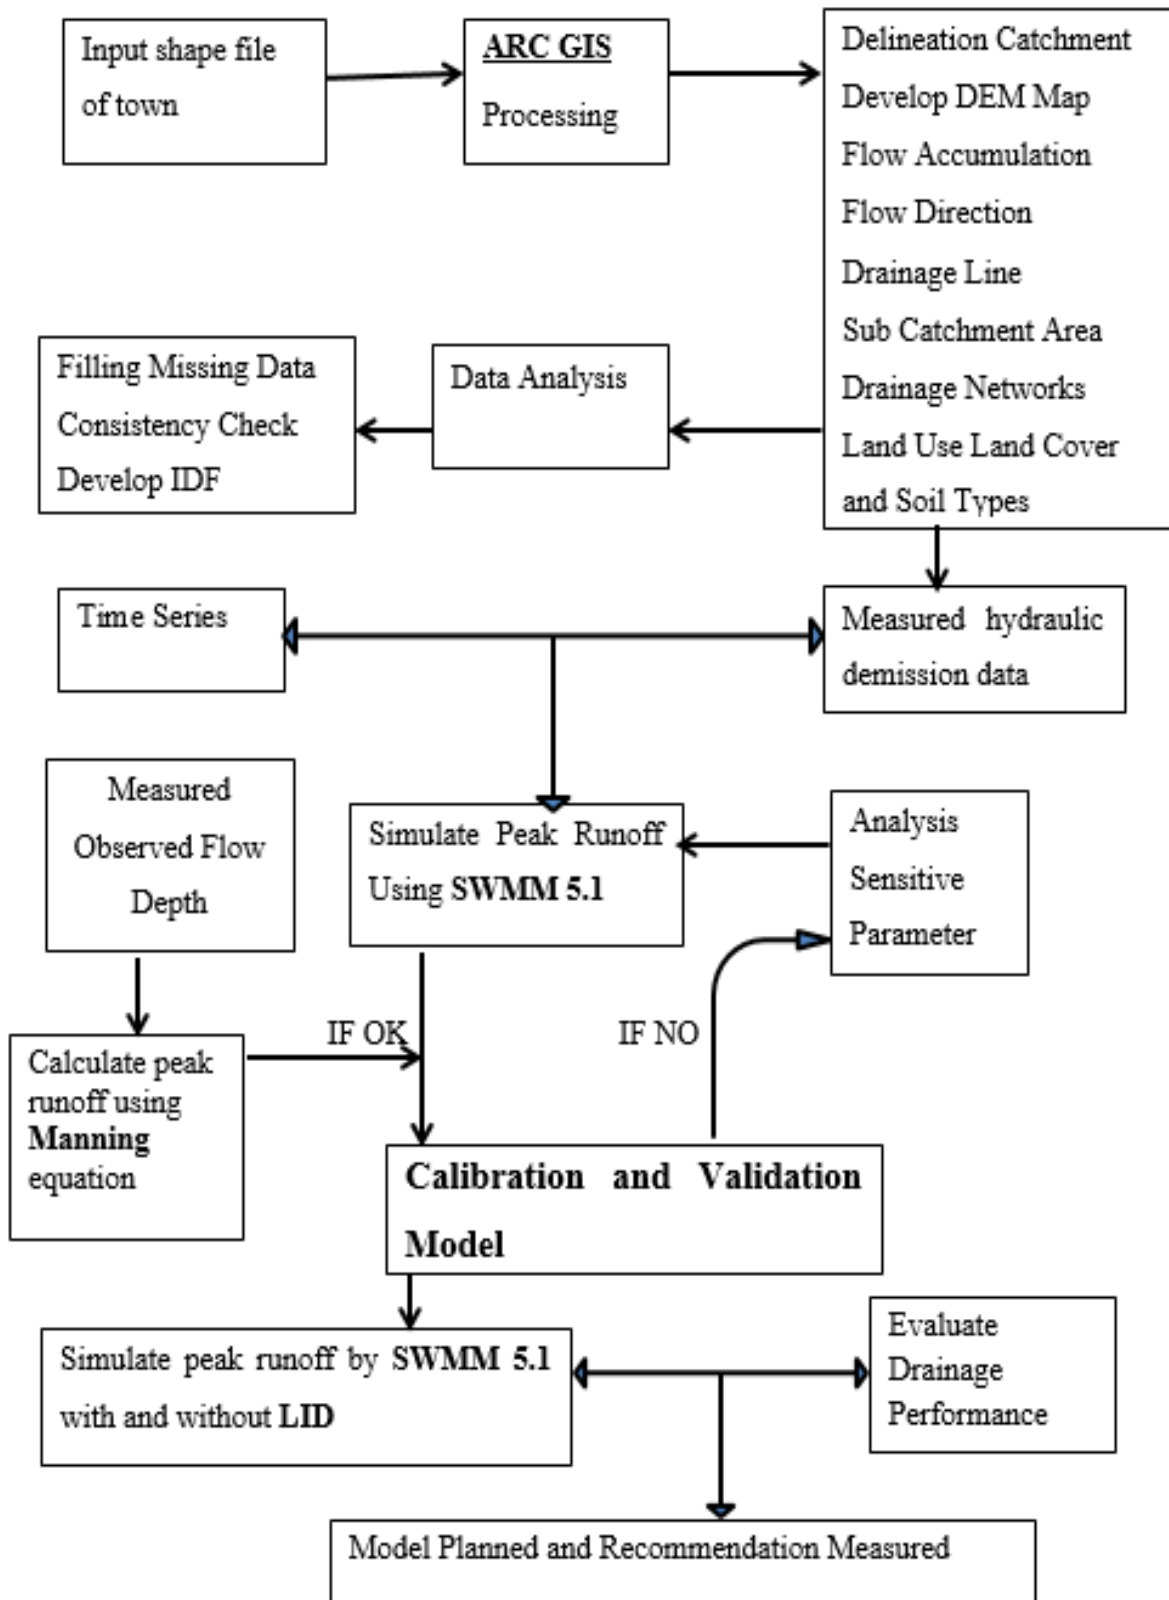 Input shape file
of town
ARC GIS
Processing
Delineation Catchment
Develop DEM Map
Flow Accumulation
Flow Direction
Drainage Line
Sub Catchment Area
Drainage Networks
Land Use Land Cover
and Soil Types
Data Analysis
Filling Missing Data
Consistency Check
Develop IDF
Time Series
Measured hydraulic
demission data
Measured
Observed Flow
Depth
Simulate Peak Runoff
Using SWMM 5.1
Analysis
Sensitive
Parameter
IF OK
IF NO
Calculate peak
runoff using
Manning
equation
Calibration and Validation
Model
Simulate peak runoff by SWMM 5.1
with and without LID
Evaluate
Drainage
Performance
Model Planned and Recommendation Measured